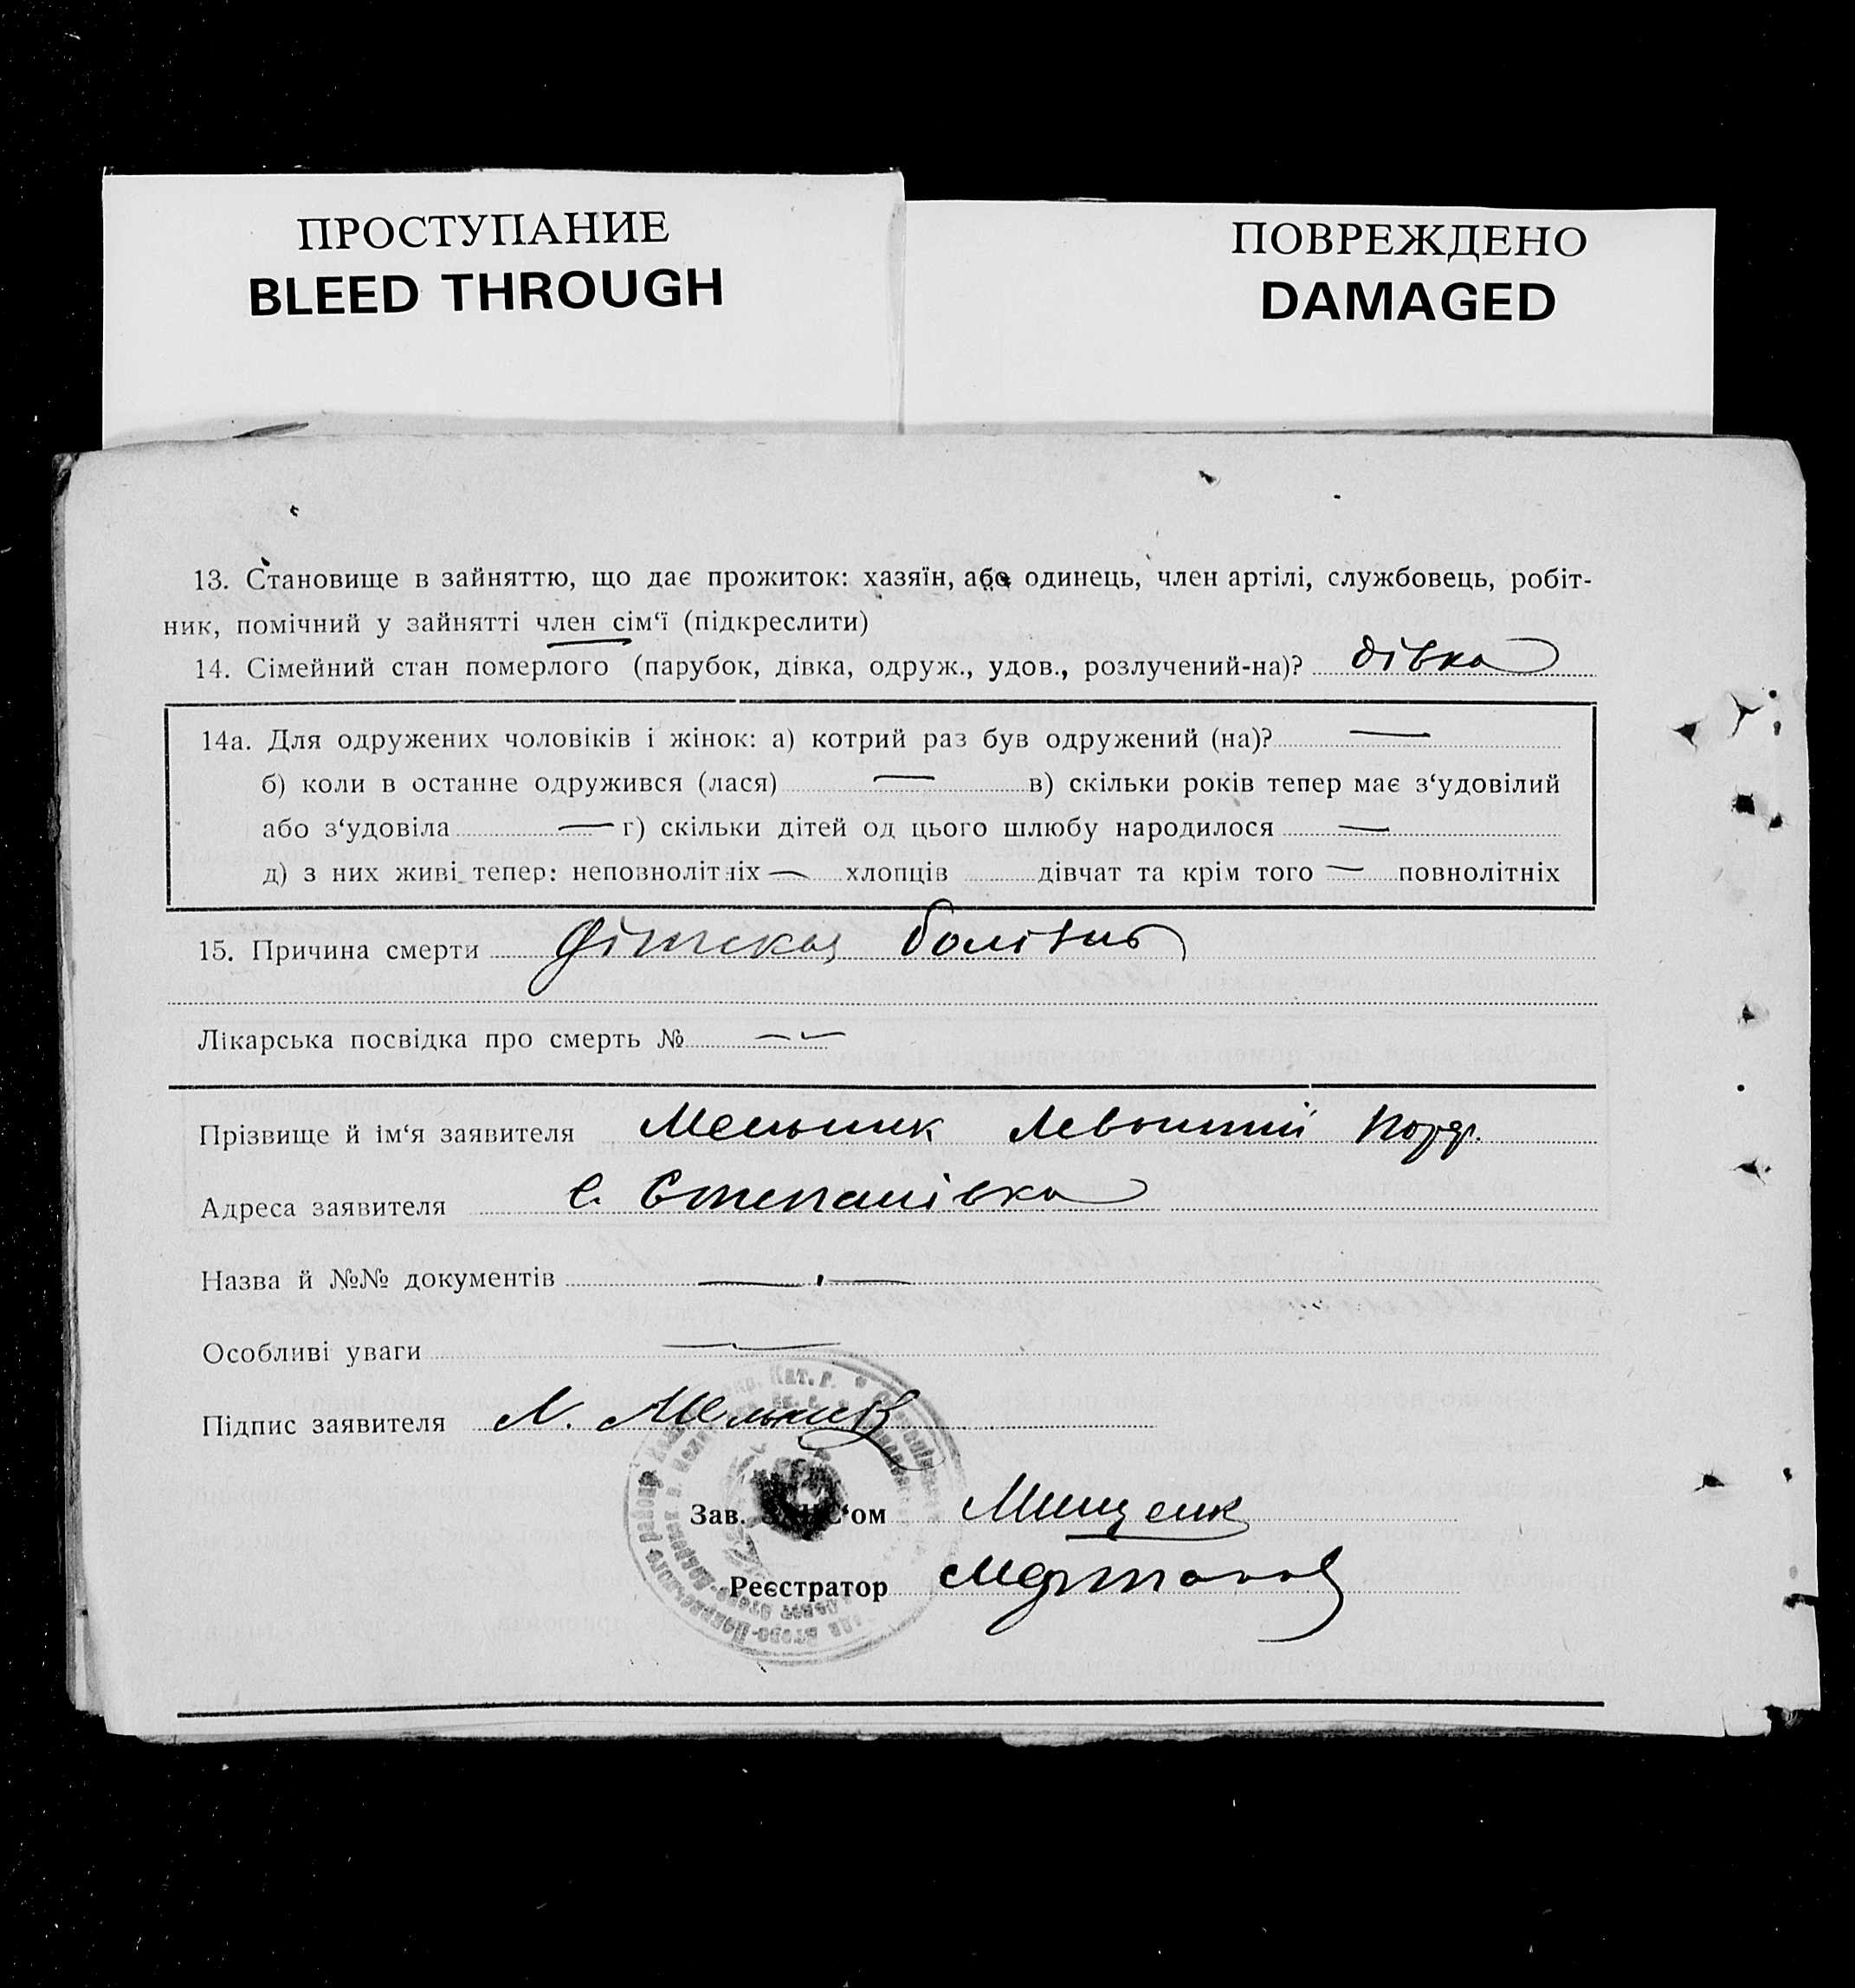 ПРОСТУПАНИЕ
BLEED THROUGH
ПОВРЕЖДЕНО
DAMAGED
13. Становище в зайняттю, що дає прожиток: хазяїн, або одинець, член артілі, службовець, робіт-
ник, помічний у зайнятті член сім‘ї (підкреслити)
14. Сімейний стан померлого (парубок, дівка, одруж., удов., розлучений-на)? дівка
14а. Для одружених чоловіків і жінок: а) котрий раз був одружений (на)? —
б) коли в останне одружився (лася) — в) скільки років тепер має з‘удовілий
або з‘удовіла — г) скільки дітей од цього шлюбу народилося —
д) з них живі тепер: неповнолітніх — хлопців дівчат та крім того — повнолітніх
15. Причина смерти дітская болізнь
Лікарська посвідка про смерть № —
Прізвище й ім‘я заявителя Мельник Левонтий Порф.
Адреса заявителя с. Степанівка
Назва й №№ документів —
Особливі уваги —
Підпис заявителя Л. Мельник
Зав. ЗАГС‘ом Мищенк
Реєстратор